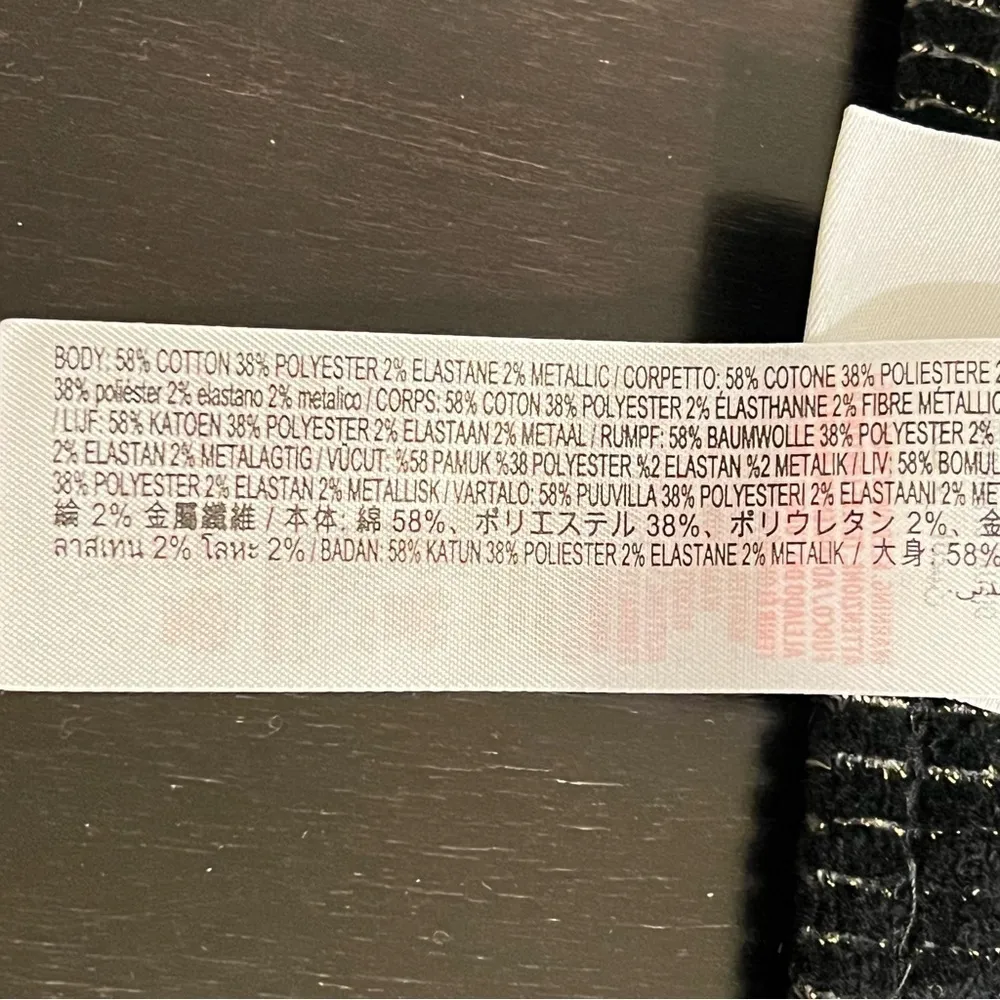 BODY: 58% COTTON 38% POLYESTER 2% ELASTANE 2% METALLIC / CORPETTO: 58% COTONE 38% POLIESTERE 2
38% poliéster 2% elastano 2% metalico / CORPS: 58% COTON 38% POLYESTER 2% ÉLASTHANNE 2% FIBRE MÉTALLIC
/ LIJF: 58% KATOEN 38% POLYESTER 2% ELASTAAN 2% METAAL / RUMPF: 58% BAUMWOLLE 38% POLYESTER 2%
2% ELASTAN 2% METALAGTIG / VÜCUT: %58 PAMUK %38 POLYESTER %2 ELASTAN %2 METALIK / LIV: 58% BOMUL
38% POLYESTER 2% ELASTAN 2% METALLISK / VARTALO: 58% PUUVILLA 38% POLYESTERI 2% ELASTAANI 2% ME
綸 2% 金屬纖維 / 本体: 綿 58%、ポリエステル 38%、ポリウレタン 2%、金
ลาสเทน 2% โลหะ 2% / BADAN: 58% KATUN 38% POLIESTER 2% ELASTANE 2% METALIK / 大身: 58%